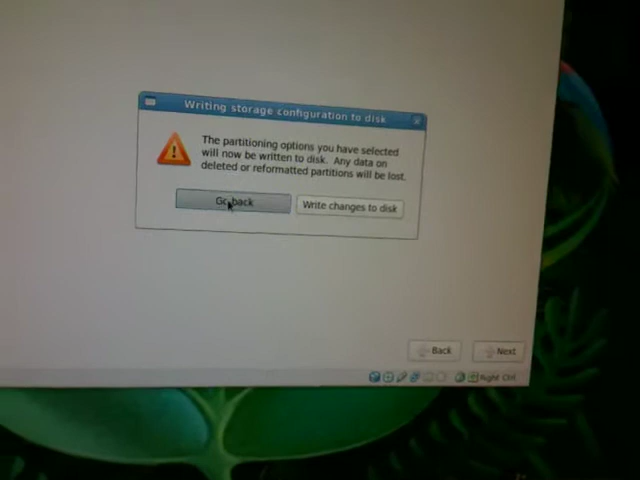 Writing storage configuration to disk
The partitioning options you have selected
will now be written to disk. Any data on
deleted or reformatted partitions will be lost.
Go back
Write changes to disk
Back
Next
Right Ctrl